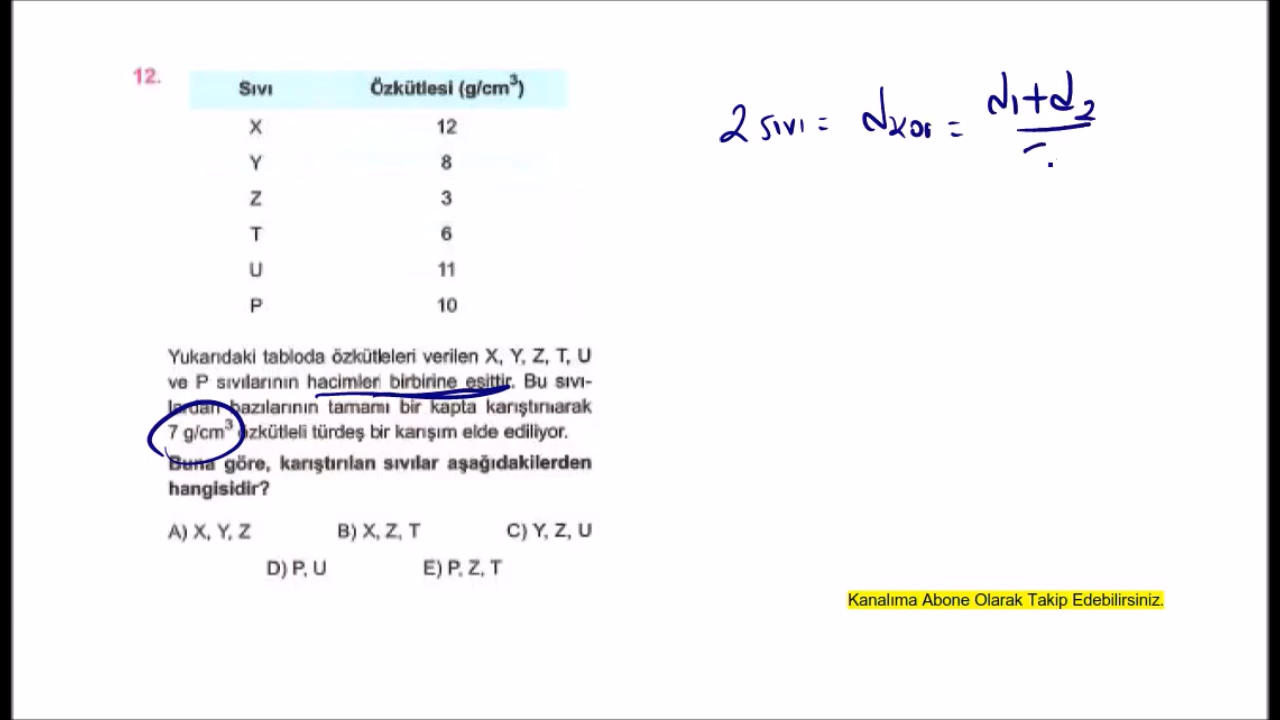 12.
Sıvı Özkütlesi (g/cm³)
X 12
Y 8
Z 3
T 6
U 11
P 10
Yukarıdaki tabloda özkütleleri verilen X, Y, Z, T, U
ve P sıvılarının hacimleri birbirine eşittir. Bu sıvı-
lardan bazılarının tamamı bir kapta karıştırılarak
7 g/cm³ özkütleli türdeş bir karışım elde ediliyor.
Buna göre, karıştırılan sıvılar aşağıdakilerden
hangisidir?
A) X, Y, Z B) X, Z, T C) Y, Z, U
D) P, U E) P, Z, T
2 sıvı = dkar = d1+d2
Kanalıma Abone Olarak Takip Edebilirsiniz.